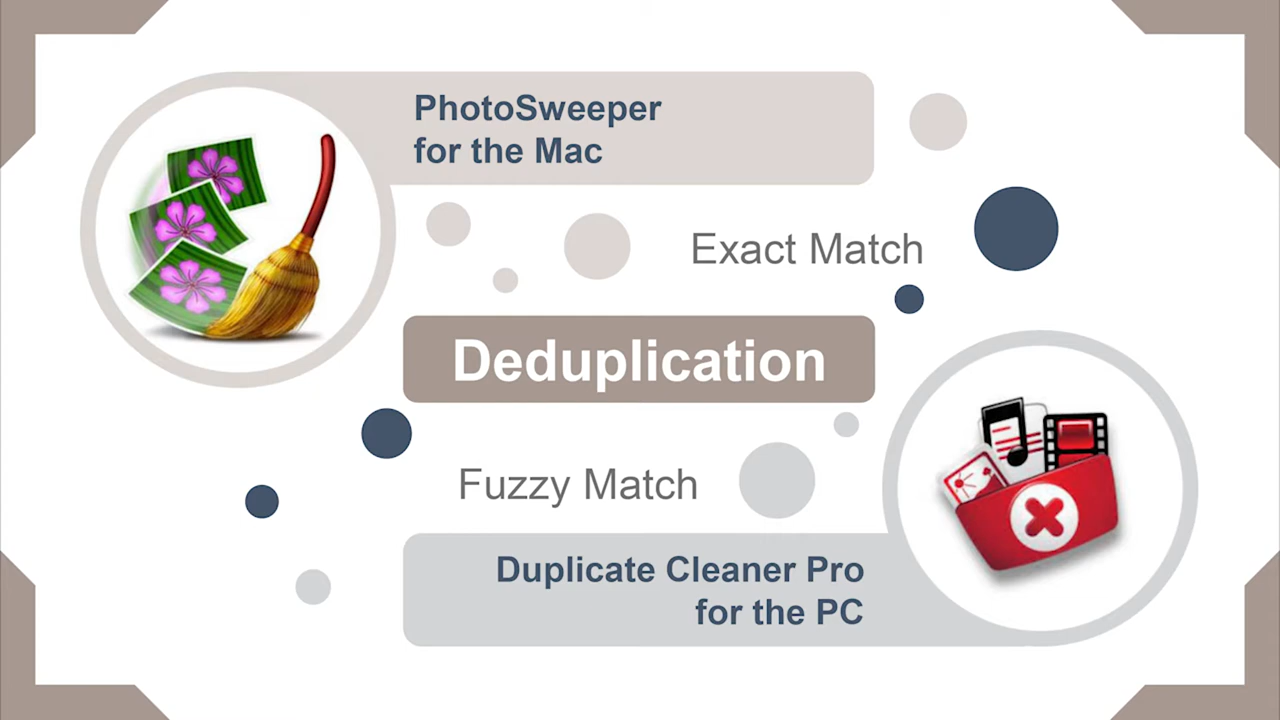 PhotoSweeper
for the Mac
Exact Match
Deduplication
Fuzzy Match
Duplicate Cleaner Pro
for the PC